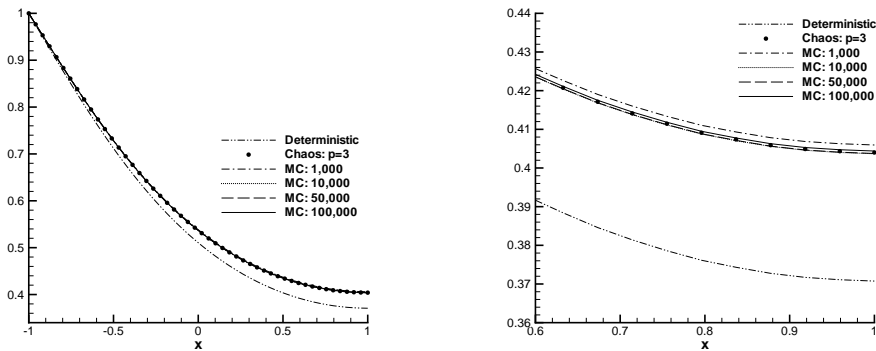 1
0.9
0.8
0.7
0.6
0.5
0.4
-1
-0.5
0
0.5
1
x
Deterministic
Chaos: p=3
MC: 1,000
MC: 10,000
MC: 50,000
MC: 100,000
0.44
0.43
0.42
0.41
0.4
0.39
0.38
0.37
0.36
0.6
0.7
0.8
0.9
1
x
Deterministic
Chaos: p=3
MC: 1,000
MC: 10,000
MC: 50,000
MC: 100,000